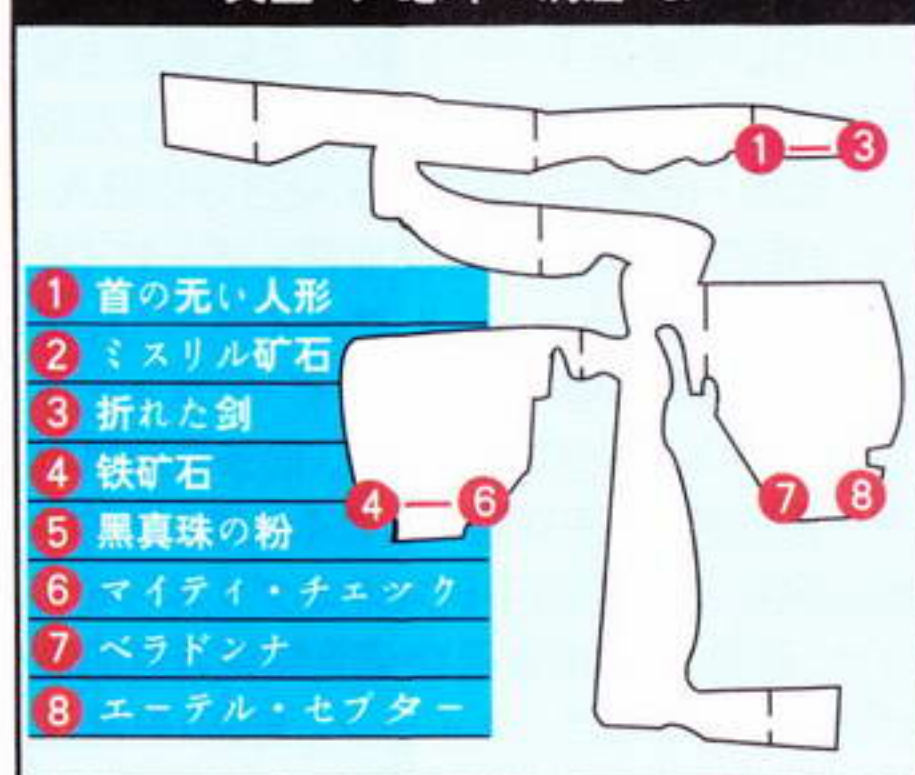 1 — 3
1 首の无い人形
2 ミスリル矿石
3 折れた剑
4 铁矿石
5 黑真珠の粉
6 マイティ・チェック
7 ベラドンナ
8 エーテル・セプター
4 — 6
7 8